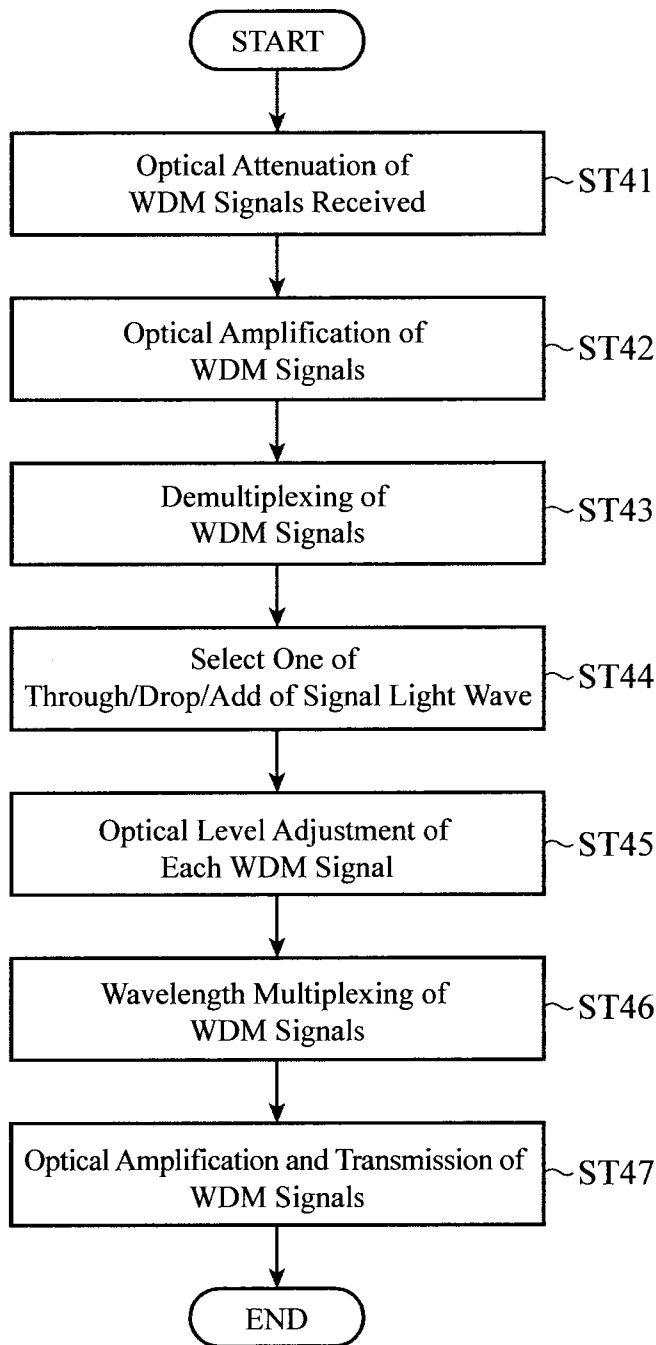 START
Optical Attenuation of
WDM Signals Received
ST41
Optical Amplification of
WDM Signals
ST42
Demultiplexing of
WDM Signals
ST43
Select One of
Through/Drop/Add of Signal Light Wave
ST44
Optical Level Adjustment of
Each WDM Signal
ST45
Wavelength Multiplexing of
WDM Signals
ST46
Optical Amplification and Transmission of
WDM Signals
ST47
END